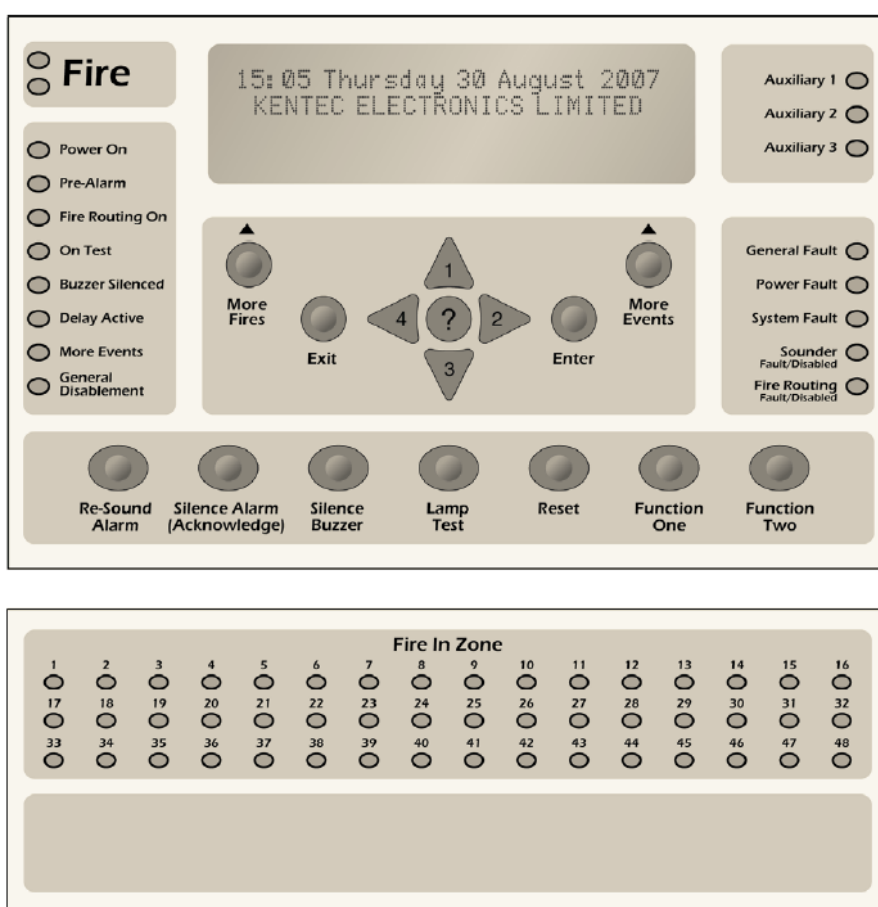 Fire
15:05 Thursday 30 August 2007
KENTEC ELECTRONICS LIMITED
Auxiliary 1
Auxiliary 2
Auxiliary 3
Power On
Pre-Alarm
Fire Routing On
On Test
Buzzer Silenced
Delay Active
More Events
General
Disablement
More
Fires
Exit
1
4
?
2
3
Enter
More
Events
General Fault
Power Fault
System Fault
Sounder
Fault/Disabled
Fire Routing
Fault/Disabled
Re-Sound
Alarm
Silence Alarm
(Acknowledge)
Silence
Buzzer
Lamp
Test
Reset
Function
One
Function
Two
Fire In Zone
1 2 3 4 5 6 7 8 9 10 11 12 13 14 15 16
17 18 19 20 21 22 23 24 25 26 27 28 29 30 31 32
33 34 35 36 37 38 39 40 41 42 43 44 45 46 47 48